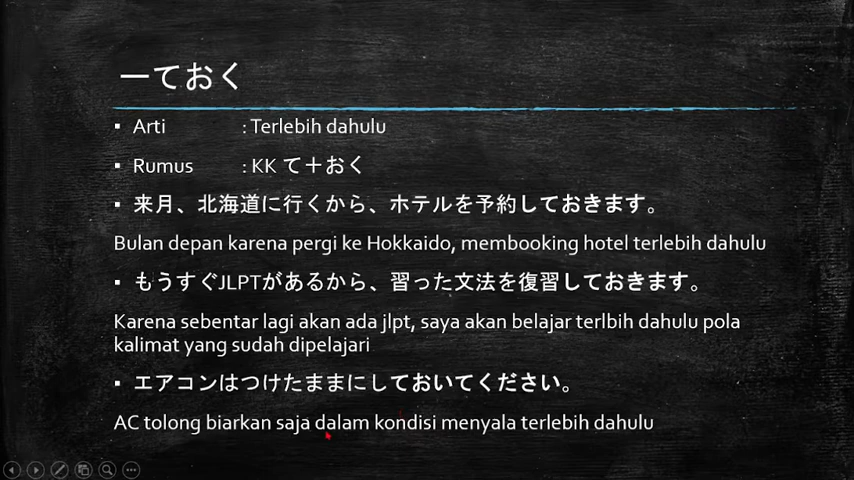 ーておく
▪ Arti : Terlebih dahulu
▪ Rumus : KK て＋おく
▪ 来月、北海道に行くから、ホテルを予約しておきます。
Bulan depan karena pergi ke Hokkaido, membooking hotel terlebih dahulu
▪ もうすぐJLPTがあるから、習った文法を復習しておきます。
Karena sebentar lagi akan ada jlpt, saya akan belajar terlbih dahulu pola
kalimat yang sudah dipelajari
▪ エアコンはつけたままにしておいてください。
AC tolong biarkan saja dalam kondisi menyala terlebih dahulu